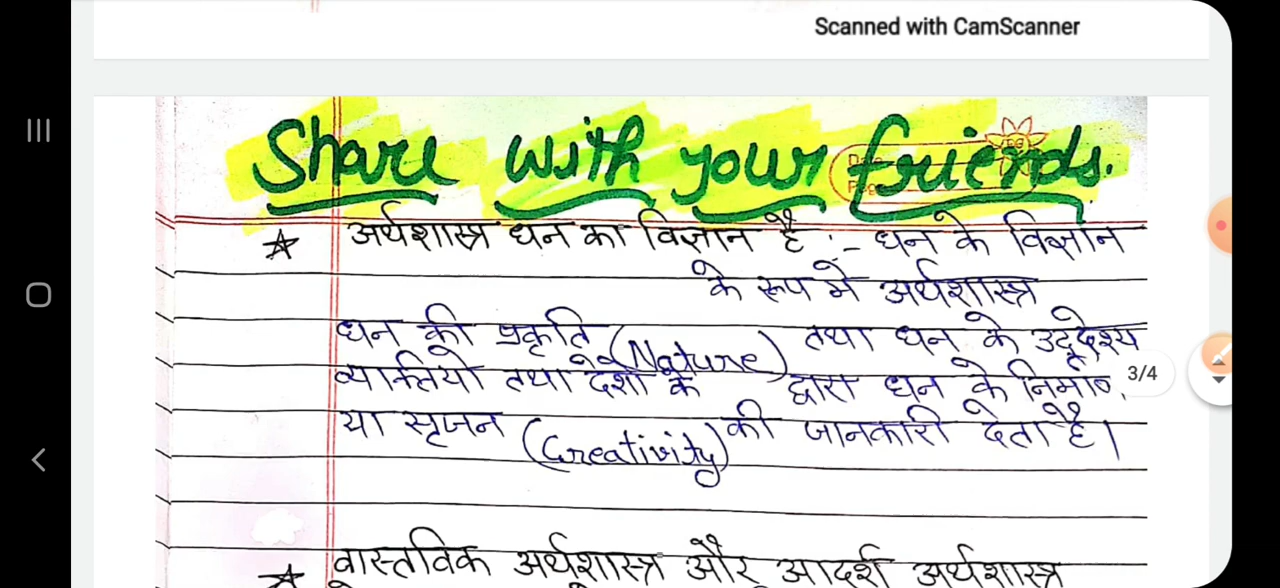 Scanned with CamScanner
Share with your friends.
☆ अर्थशास्त्र धन का विज्ञान है :- धन के विज्ञान
के रूप में अर्थशास्त्र
धन की प्रकृति (Nature) तथा धन के उद्देश्य
व्यक्तियो तथा देशो के द्वारा धन के निर्माण
या सृजन (Creativity) की जानकारी देता है।
3/4
☆ वास्तविक अर्थशास्त्र और आदर्श अर्थशास्त्र